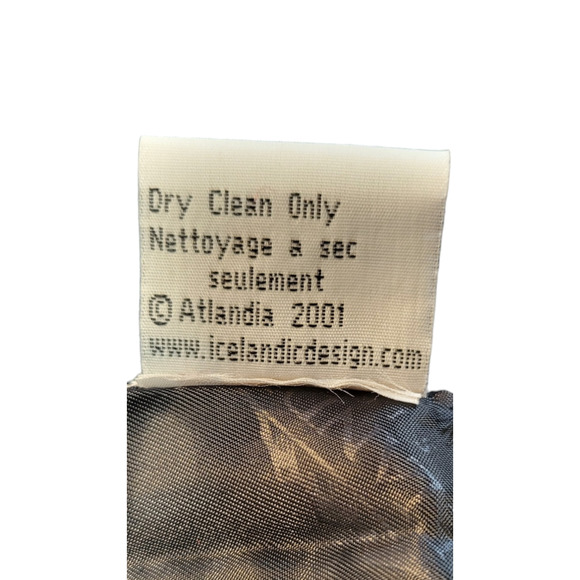 Dry Clean Only
Nettoyage a sec
seulement
© Atlandia 2001
www.icelandicdesign.com